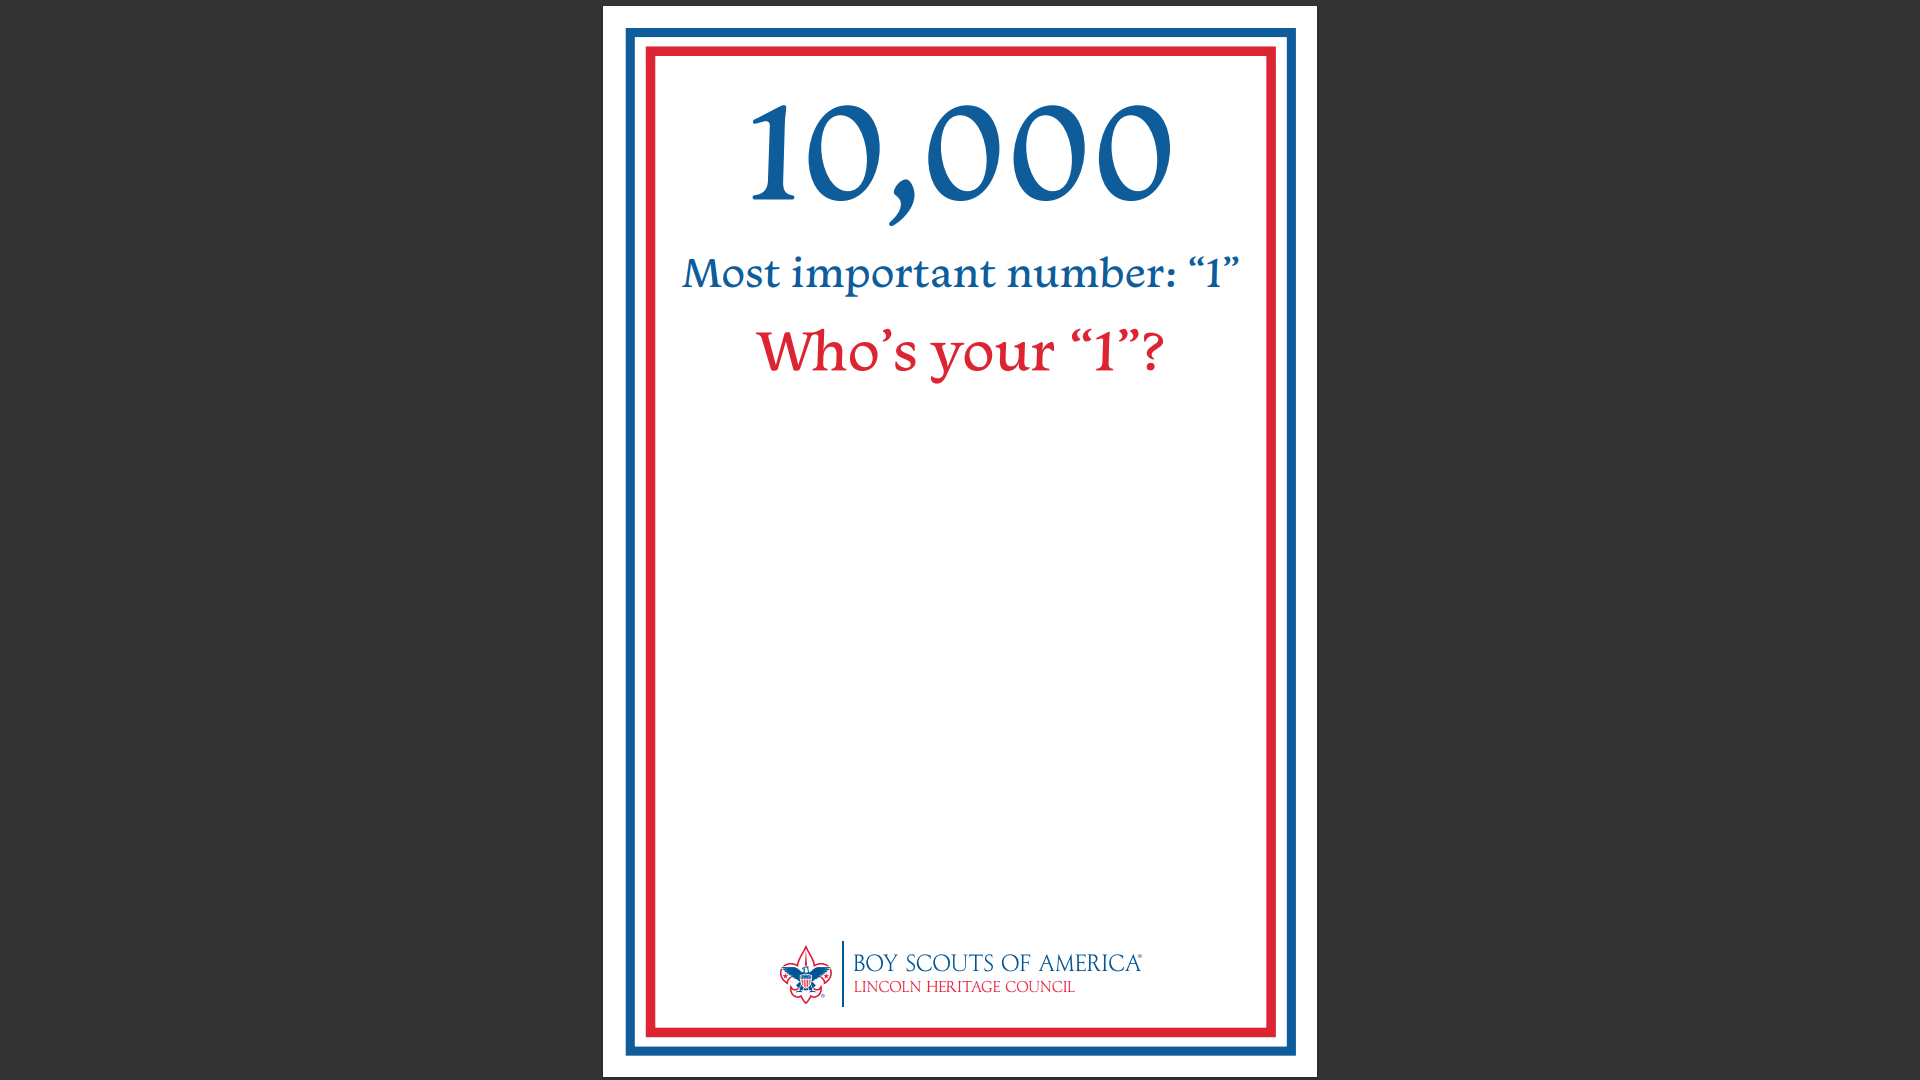 10,000
Most important number: “1”
Who’s your “1”?
BOY SCOUTS OF AMERICA®
LINCOLN HERITAGE COUNCIL